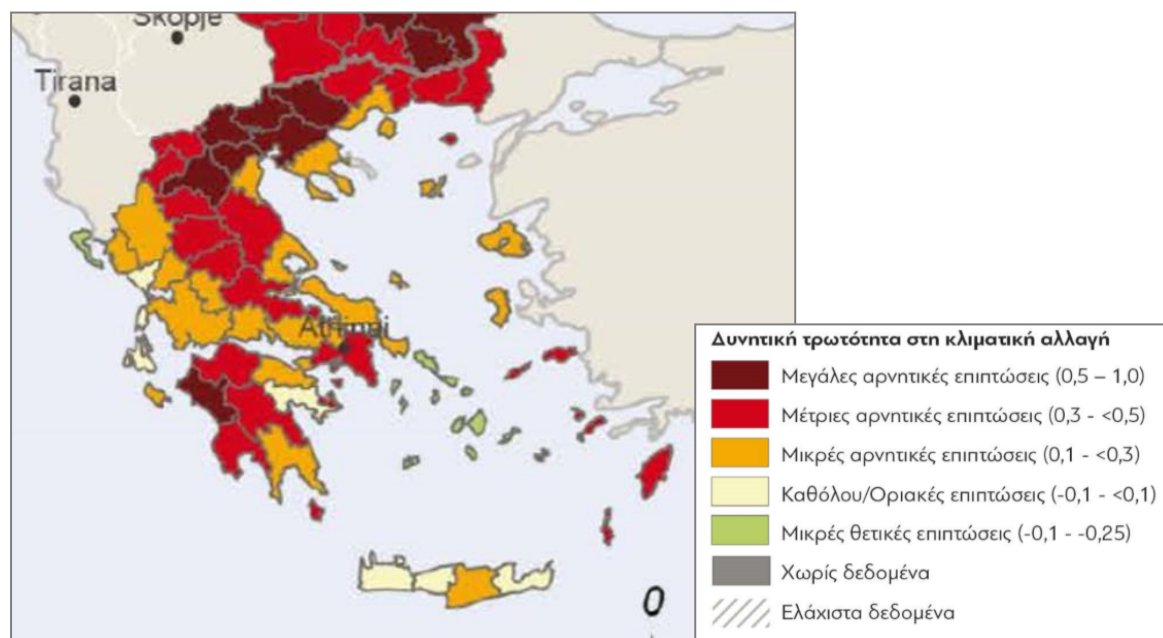 Skopje
Tirana
Athinai
0
Δυνητική τρωτότητα στη κλιματική αλλαγή
Μεγάλες αρνητικές επιπτώσεις (0,5 – 1,0)
Μέτριες αρνητικές επιπτώσεις (0,3 - <0,5)
Μικρές αρνητικές επιπτώσεις (0,1 - <0,3)
Καθόλου/Οριακές επιπτώσεις (-0,1 - <0,1)
Μικρές θετικές επιπτώσεις (-0,1 - -0,25)
Χωρίς δεδομένα
Ελάχιστα δεδομένα